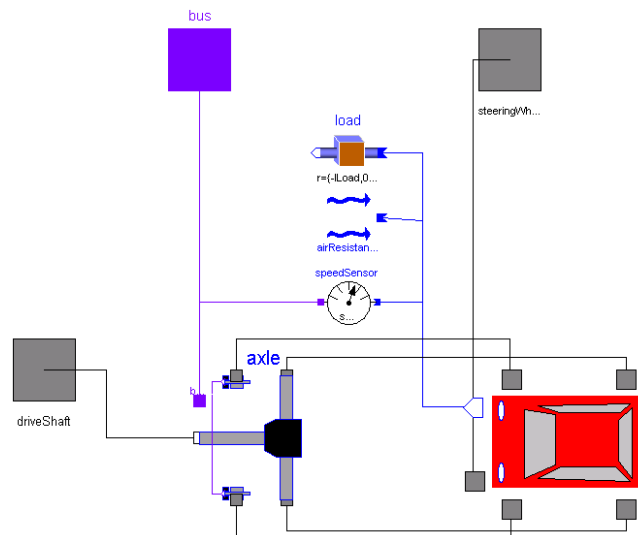 bus
steeringWh...
load
r={-lLoad,0...
airResistan...
speedSensor
s...
axle
b...
driveShaft